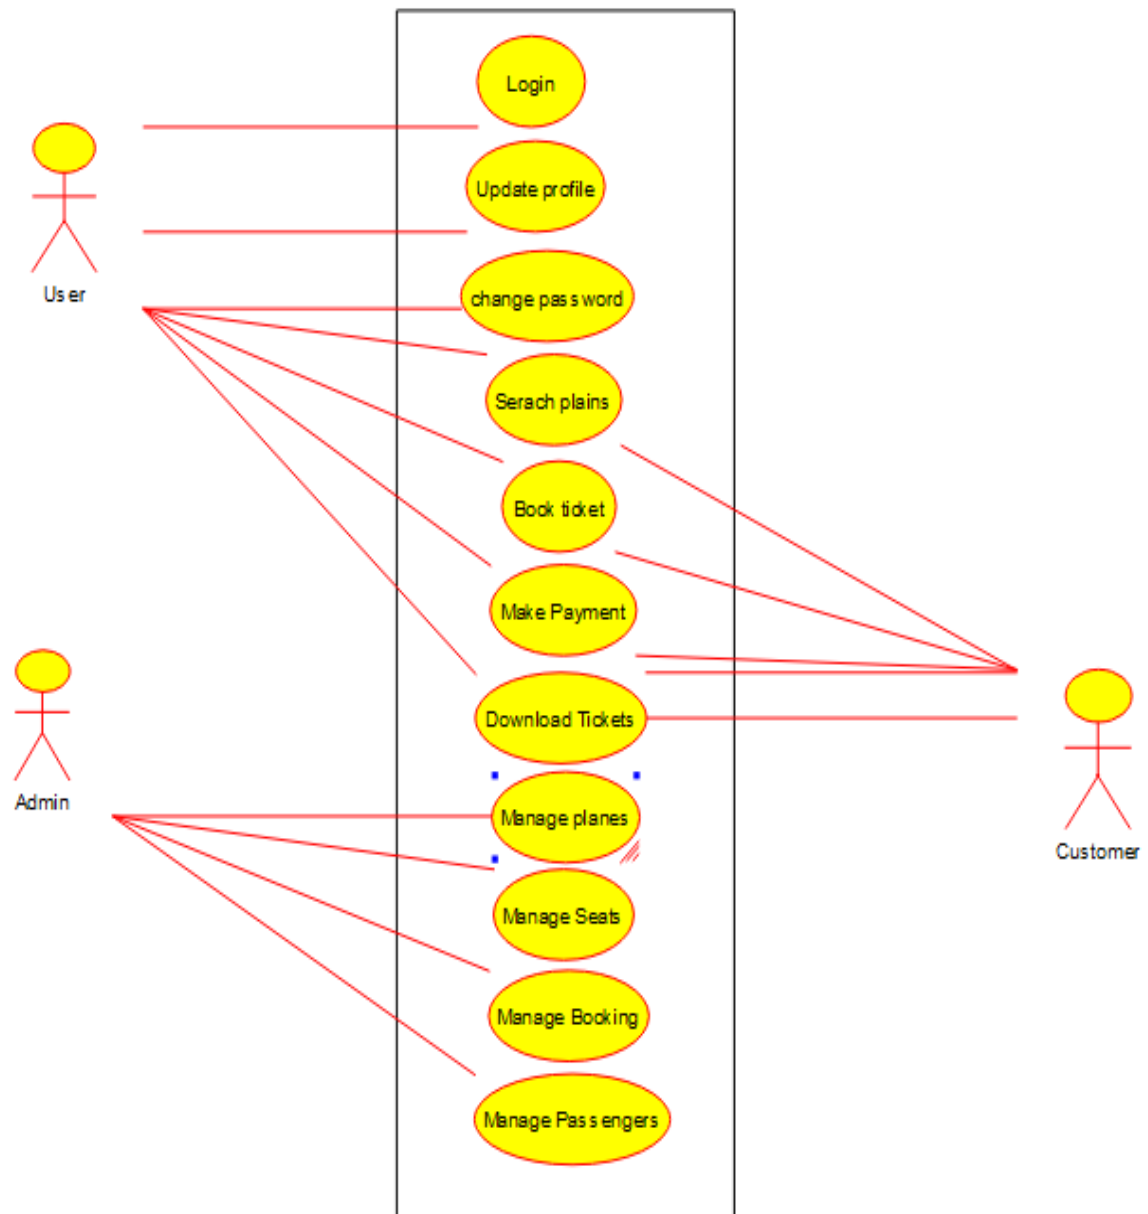 Login
Update profile
User
change password
Serach plains
Book ticket
Make Payment
Download Tickets
Admin
Manage planes
Customer
Manage Seats
Manage Booking
Manage Passengers